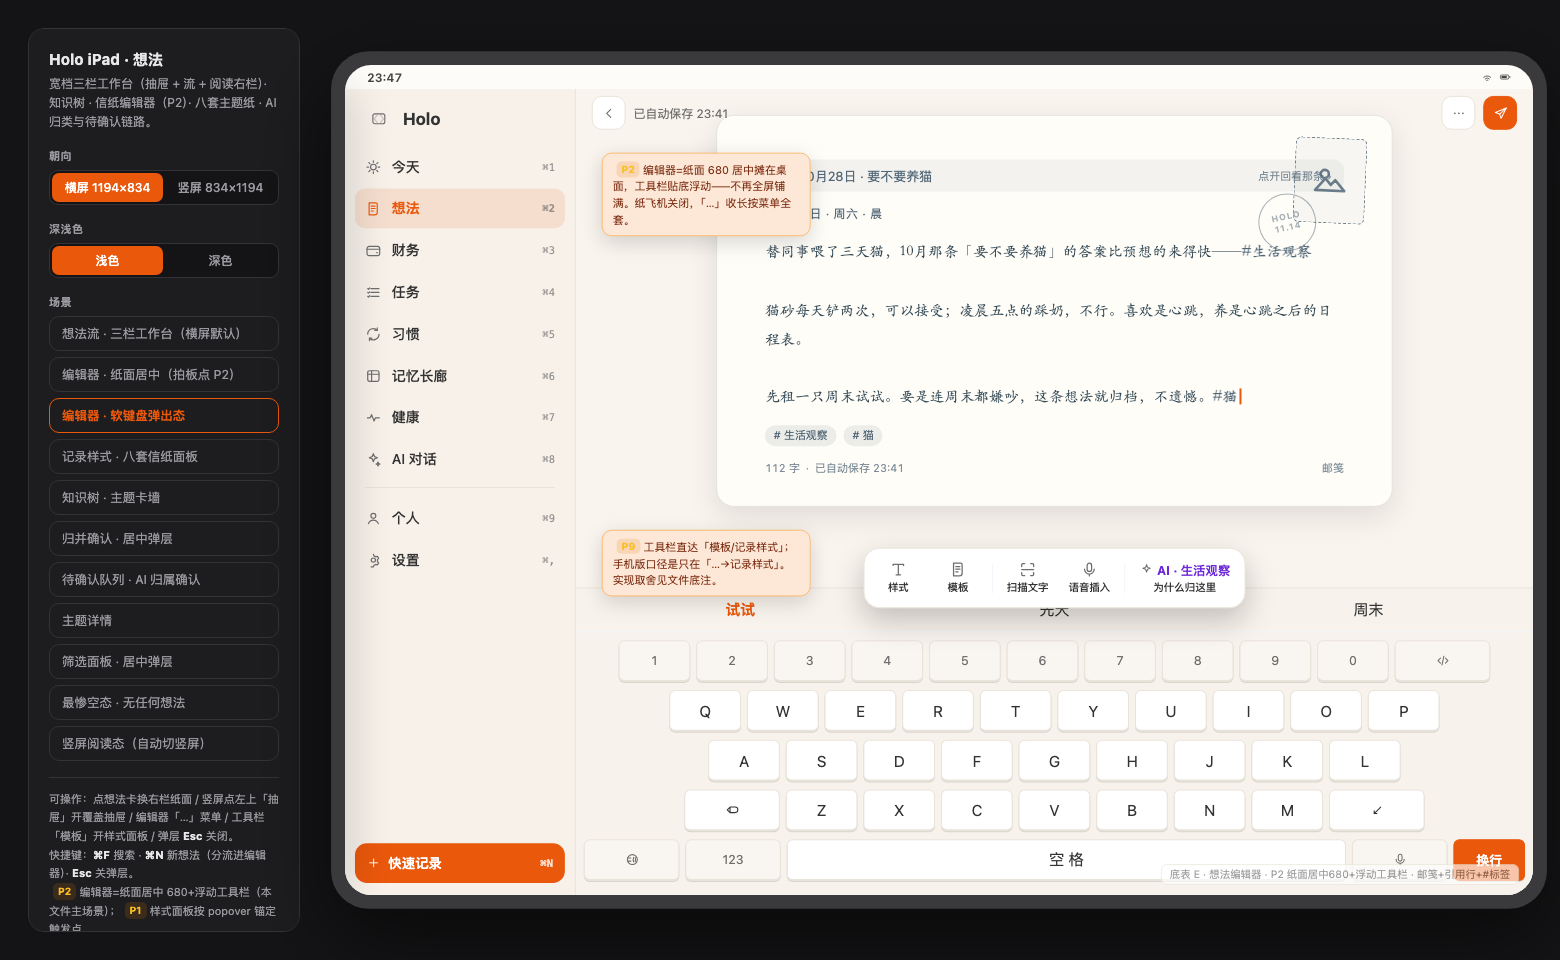 Holo iPad · 想法
宽档三栏工作台（抽屉 + 流 + 阅读右栏）·
知识树 · 信纸编辑器（P2）· 八套主题纸 · AI
归类与待确认链路。
朝向
横屏 1194×834
竖屏 834×1194
深浅色
浅色
深色
场景
想法流 · 三栏工作台（横屏默认）
编辑器 · 纸面居中（拍板点 P2）
编辑器 · 软键盘弹出态
记录样式 · 八套信纸面板
知识树 · 主题卡墙
归并确认 · 居中弹层
待确认队列 · AI 归属确认
主题详情
筛选面板 · 居中弹层
最惨空态 · 无任何想法
竖屏阅读态（自动切竖屏）
可操作：点想法卡换右栏纸面 / 竖屏点左上「抽
屉」开覆盖抽屉 / 编辑器「…」菜单 / 工具栏
「模板」开样式面板 / 弹层 Esc 关闭。
快捷键：⌘F 搜索 · ⌘N 新想法（分流进编辑
器）· Esc 关弹层。
P2 编辑器=纸面居中 680+浮动工具栏（本
文件主场景）； P1 样式面板按 popover 锚定
触发点
23:47
Holo
今天 ⌘1
想法 ⌘2
财务 ⌘3
任务 ⌘4
习惯 ⌘5
记忆长廊 ⌘6
健康 ⌘7
AI 对话 ⌘8
个人 ⌘9
设置 ⌘,
快速记录 ⌘N
已自动保存 23:41
P2 编辑器=纸面 680 居中摊在桌
面，工具栏贴底浮动——不再全屏铺
满。纸飞机关闭，「…」收长按菜单全
套。
0月28日 · 要不要养猫
点开回看那条
日 · 周六 · 晨
HOLO
11.14
替同事喂了三天猫，10月那条「要不要养猫」的答案比预想的来得快——#生活观察
猫砂每天铲两次，可以接受；凌晨五点的踩奶，不行。喜欢是心跳，养是心跳之后的日
程表。
先租一只周末试试。要是连周末都嫌吵，这条想法就归档，不遗憾。#猫
# 生活观察
# 猫
112 字 · 已自动保存 23:41
邮笺
P9 工具栏直达「模板/记录样式」；
手机版口径是只在「…→记录样式」。
实现取舍见文件底注。
样式
模板
扫描文字
语音插入
AI · 生活观察
为什么归这里
试试
先天
周末
1 2 3 4 5 6 7 8 9 0
Q W E R T Y U I O P
A S D F G H J K L
Z X C V B N M
123
空 格
换行
底表 E · 想法编辑器 · P2 纸面居中680+浮动工具栏 · 邮笺+引用行+#标签